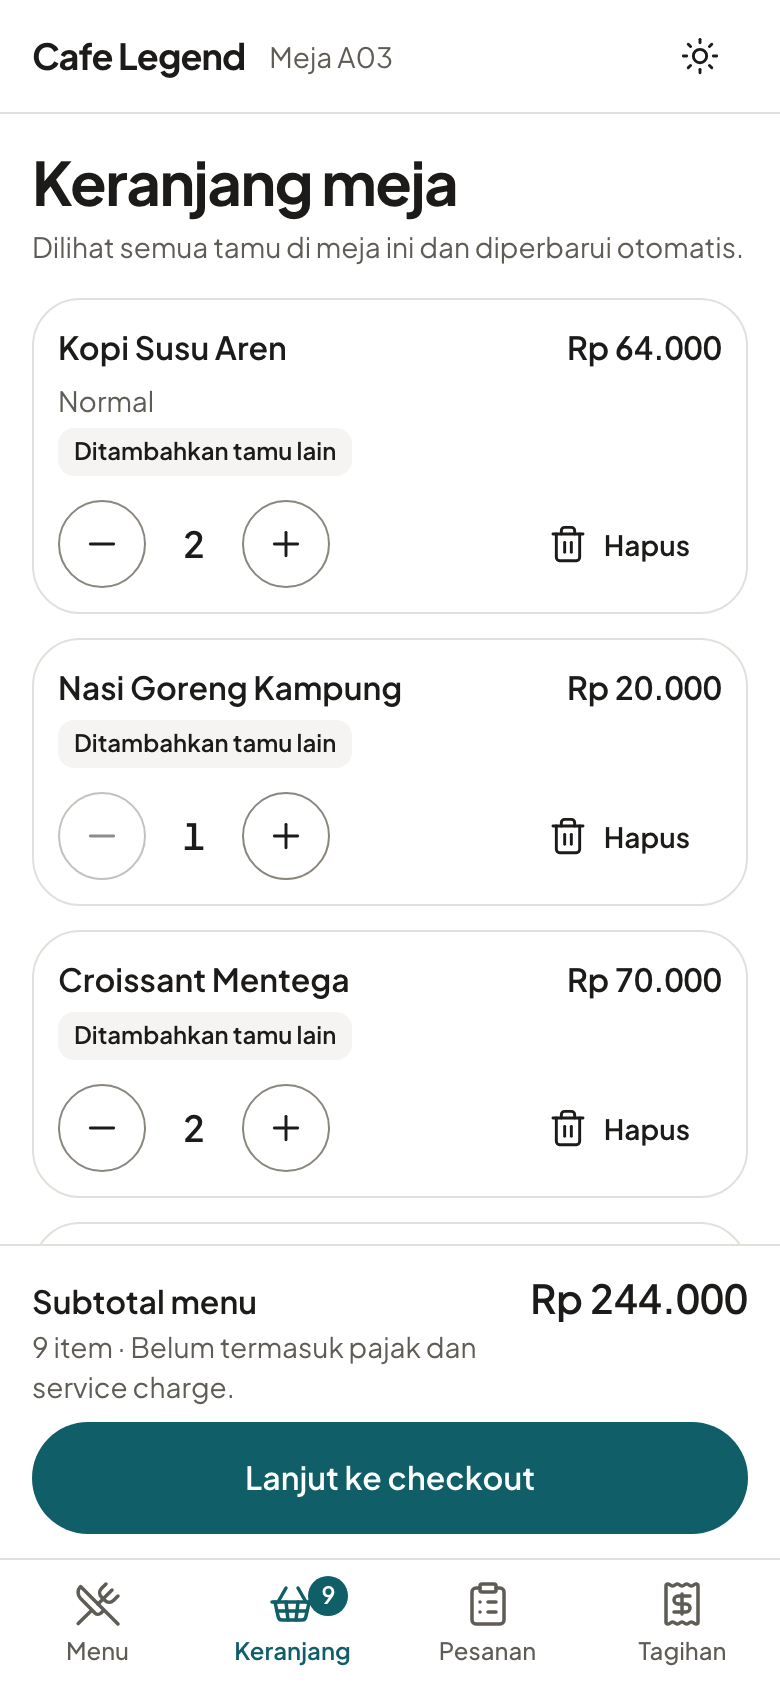 Cafe Legend Meja A03
Keranjang meja
Dilihat semua tamu di meja ini dan diperbarui otomatis.
Kopi Susu Aren Rp 64.000
Normal
Ditambahkan tamu lain
2 Hapus
Nasi Goreng Kampung Rp 20.000
Ditambahkan tamu lain
1 Hapus
Croissant Mentega Rp 70.000
Ditambahkan tamu lain
2 Hapus
Subtotal menu Rp 244.000
9 item · Belum termasuk pajak dan
service charge.
Lanjut ke checkout
9
Menu Keranjang Pesanan Tagihan